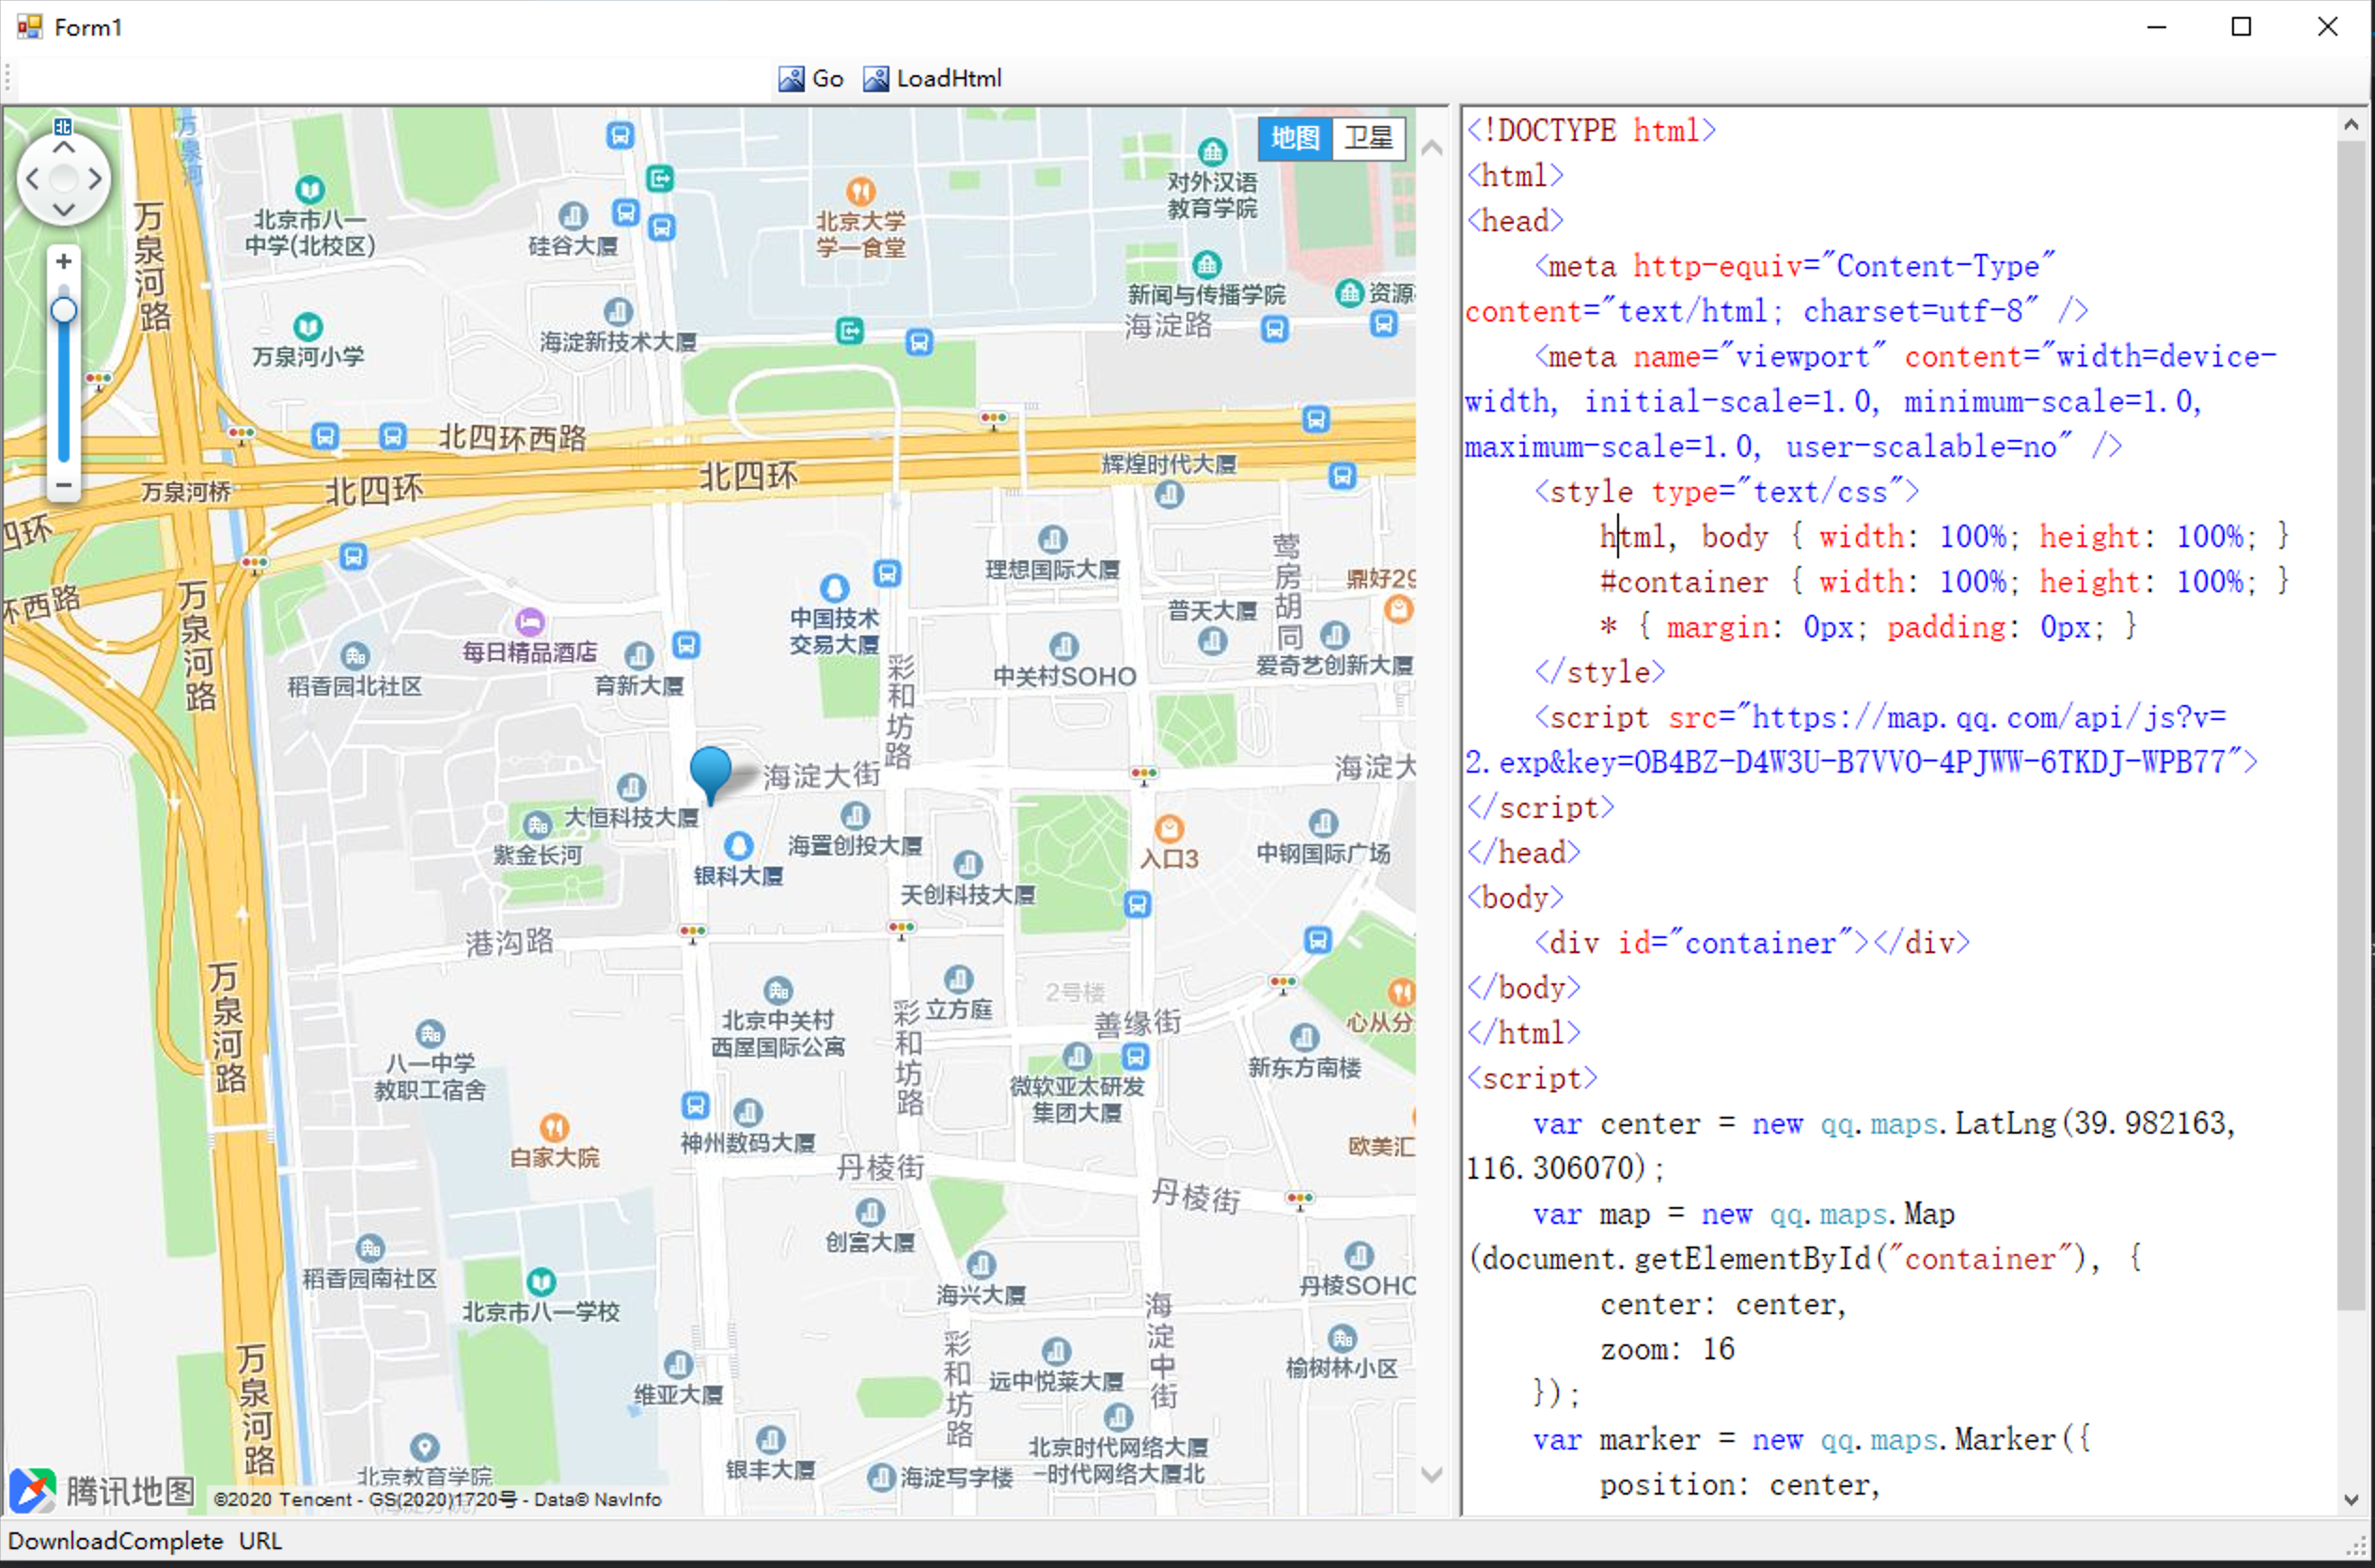 Form1
Go
LoadHtml
北
地图
卫星
万泉河
万泉河路
北京市八一
中学(北校区)
硅谷大厦
北京大学
学一食堂
对外汉语
教育学院
新闻与传播学院
资源
海淀路
万泉河小学
海淀新技术大厦
北四环西路
北四环
北四环
万泉河桥
辉煌时代大厦
四环
环西路
万泉河路
理想国际大厦
莺房胡同
鼎好29
中国技术
交易大厦
普天大厦
每日精品酒店
稻香园北社区
育新大厦
中关村SOHO
爱奇艺创新大厦
彩和坊路
海淀大街
海淀大
大恒科技大厦
紫金长河
海置创投大厦
银科大厦
天创科技大厦
入口3
中钢国际广场
港沟路
万泉河路
立方庭
2号楼
北京中关村
西屋国际公寓
彩和坊路
善缘街
心从分
八一中学
教职工宿舍
新东方南楼
微软亚太研发
集团大厦
神州数码大厦
白家大院
欧美汇
丹棱街
丹棱街
创富大厦
稻香园南社区
北京市八一学校
海兴大厦
丹棱SOHO
海淀中街
彩和坊路
万泉河路
维亚大厦
远中悦莱大厦
榆树林小区
北京教育学院
银丰大厦
海淀写字楼
北京时代网络大厦
-时代网络大厦北
腾讯地图
©2020 Tencent - GS(2020)1720号 - Data© NavInfo
<!DOCTYPE html>
<html>
<head>
<meta http-equiv="Content-Type"
content="text/html; charset=utf-8" />
<meta name="viewport" content="width=device-
width, initial-scale=1.0, minimum-scale=1.0,
maximum-scale=1.0, user-scalable=no" />
<style type="text/css">
html, body { width: 100%; height: 100%; }
#container { width: 100%; height: 100%; }
* { margin: 0px; padding: 0px; }
</style>
<script src="https://map.qq.com/api/js?v=
2.exp&key=OB4BZ-D4W3U-B7VVO-4PJWW-6TKDJ-WPB77">
</script>
</head>
<body>
<div id="container"></div>
</body>
</html>
<script>
var center = new qq.maps.LatLng(39.982163,
116.306070);
var map = new qq.maps.Map
(document.getElementById("container"), {
center: center,
zoom: 16
});
var marker = new qq.maps.Marker({
position: center,
DownloadComplete URL